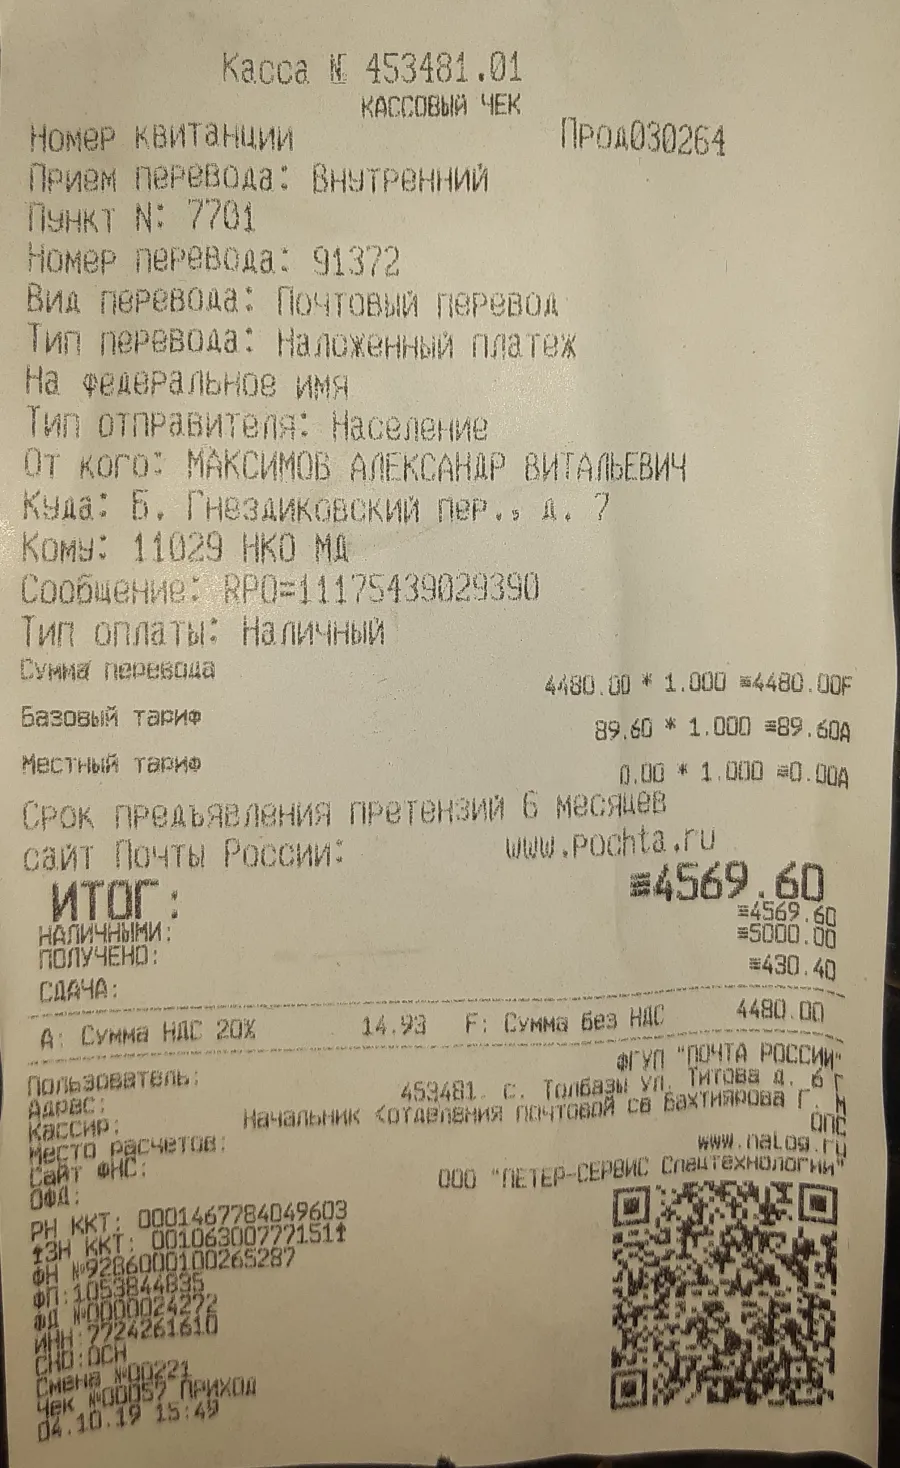 Касса № 453481.01
КАССОВЫЙ ЧЕК
Номер квитанции Прод030264
Прием перевода: Внутренний
Пункт N: 7701
Номер перевода: 91372
Вид перевода: Почтовый перевод
Тип перевода: Наложенный платеж
На федеральное имя
Тип отправителя: Население
От кого: МАКСИМОВ АЛЕКСАНДР ВИТАЛЬЕВИЧ
Куда: Б. Гнездиковский пер., д. 7
Кому: 11029 НКО МД
Сообщение: RPO=11175439029390
Тип оплаты: Наличный
Сумма перевода
4480.00 * 1.000 ≡4480.00F
Базовый тариф
89.60 * 1.000 ≡89.60А
Местный тариф
0.00 * 1.000 ≡0.00А
Срок предъявления претензий 6 месяцев
сайт Почты России: www.pochta.ru
ИТОГ: ≡4569.60
НАЛИЧНЫМИ: ≡4569.60
ПОЛУЧЕНО: ≡5000.00
СДАЧА: ≡430.40
А: Сумма НДС 20% 14.93 F: Сумма без НДС 4480.00
Пользователь: ФГУП "ПОЧТА РОССИИ"
Адрес: 453481. с. Толбазы ул. Титова д. 6 Г
Кассир: Начальник <отделения почтовой св Бахтиярова Г. М
Место расчетов: ОПС
Сайт ФНС: www.nalog.ru
ОФД: ООО "ПЕТЕР-СЕРВИС Спецтехнологии"
РН ККТ: 0001467784049603
↑ЗН ККТ: 00106300777151↑
ФН №9286000100265287
ФП:1053844835
ФД №0000024272
ИНН:7724261610
СНО:ОСН
Смена №00221
Чек №00057 ПРИХОД
04.10.19 15:49